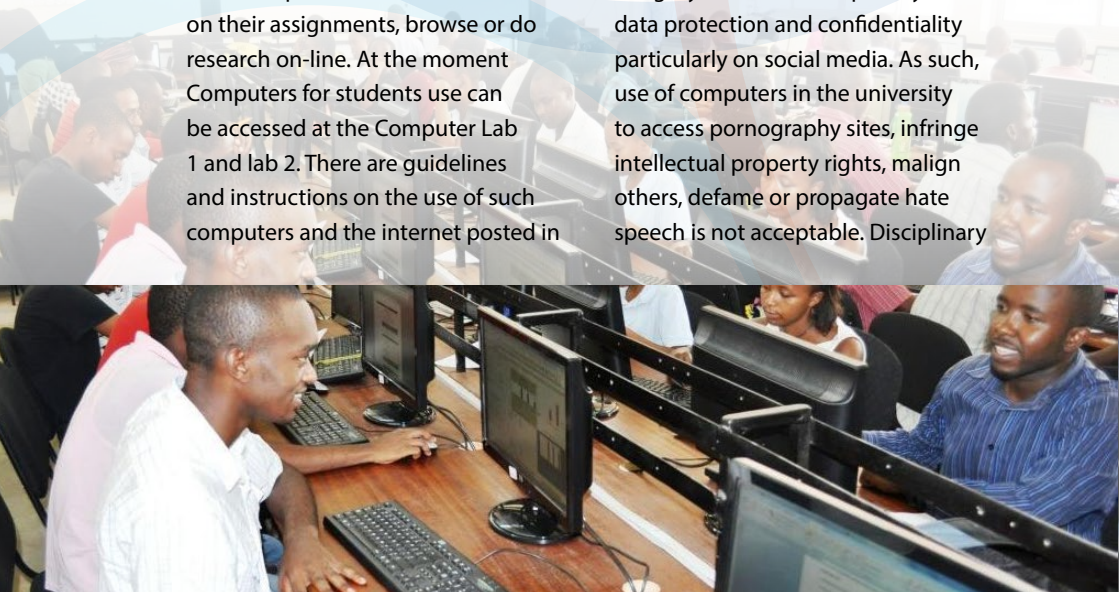 on their assignments, browse or do
research on-line. At the moment
Computers for students use can
be accessed at the Computer Lab
1 and lab 2. There are guidelines
and instructions on the use of such
computers and the internet posted in
data protection and confidentiality
particularly on social media. As such,
use of computers in the university
to access pornography sites, infringe
intellectual property rights, malign
others, defame or propagate hate
speech is not acceptable. Disciplinary